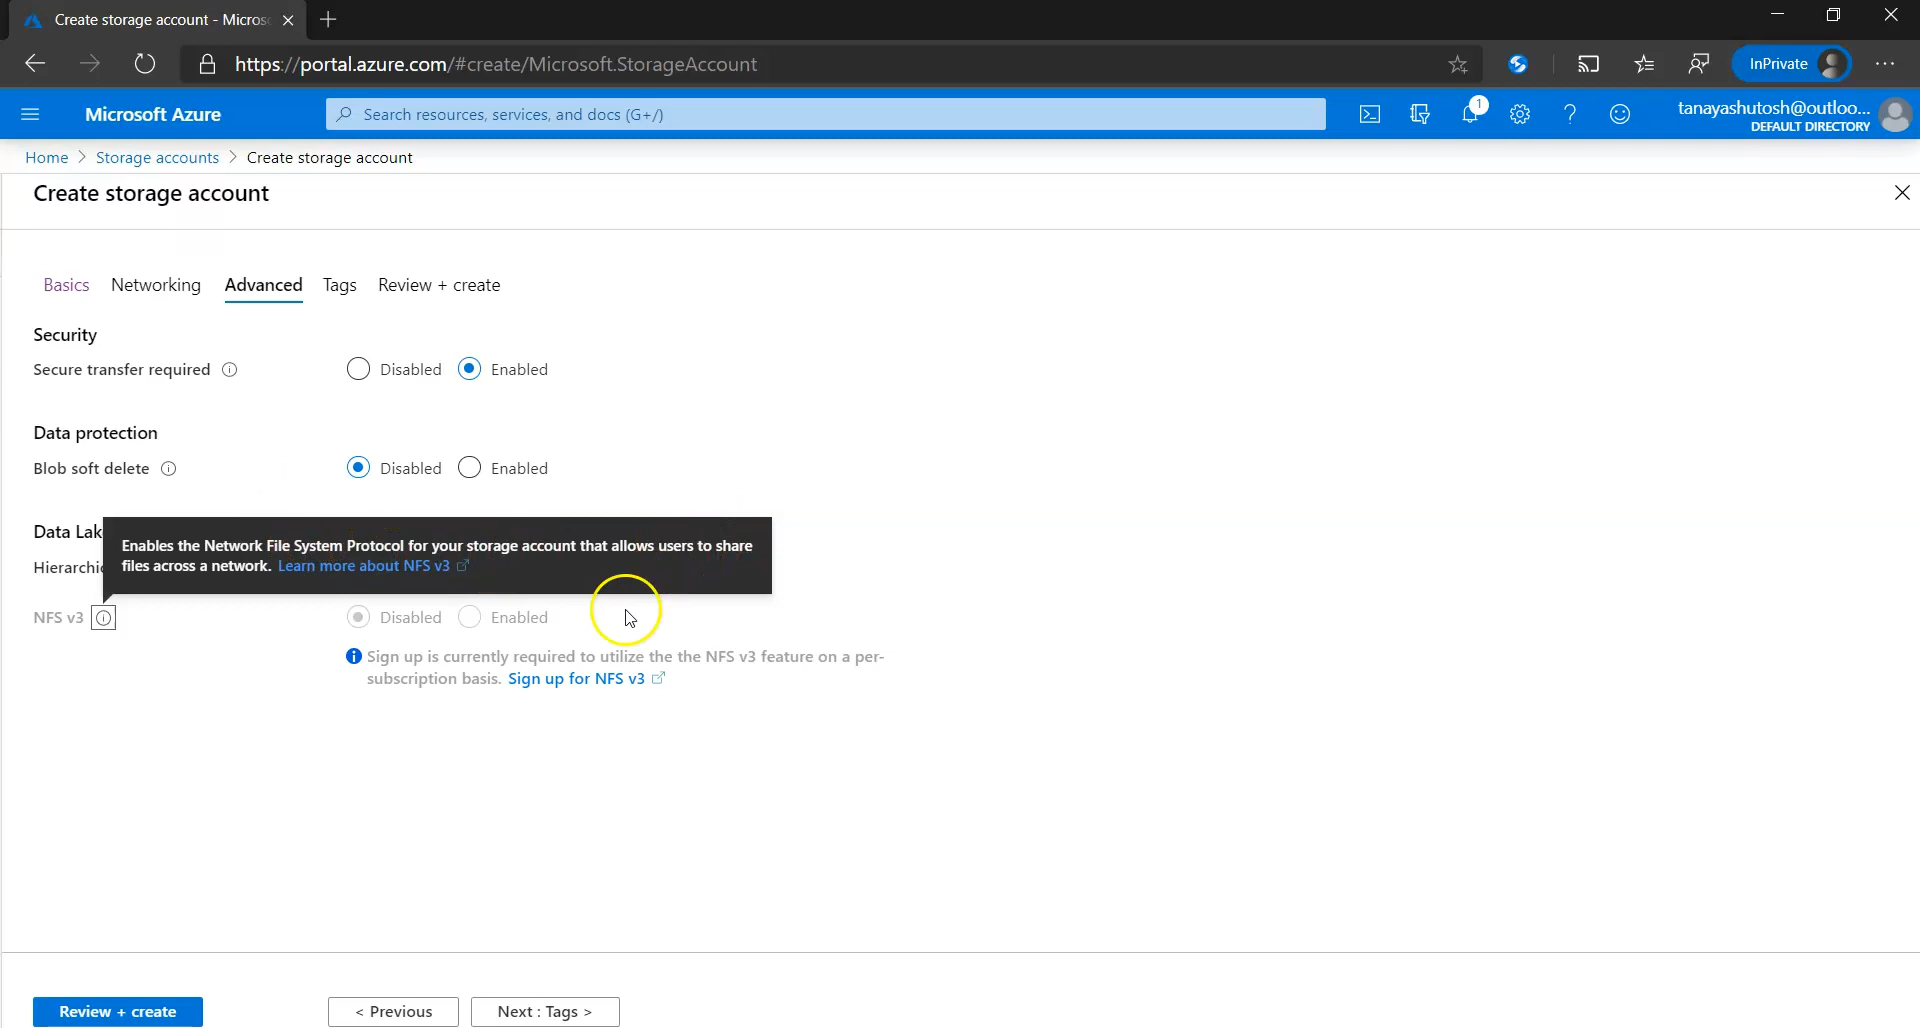 Create storage account - Micros
https://portal.azure.com/#create/Microsoft.StorageAccount
InPrivate
Microsoft Azure
Search resources, services, and docs (G+/)
1
tanayashutosh@outloo...
DEFAULT DIRECTORY
Home > Storage accounts > Create storage account
Create storage account
Basics Networking Advanced Tags Review + create
Security
Secure transfer required Disabled Enabled
Data protection
Blob soft delete Disabled Enabled
Data Lak
Enables the Network File System Protocol for your storage account that allows users to share
Hierarchic
files across a network. Learn more about NFS v3
NFS v3 Disabled Enabled
Sign up is currently required to utilize the the NFS v3 feature on a per-
subscription basis. Sign up for NFS v3
Review + create < Previous Next : Tags >